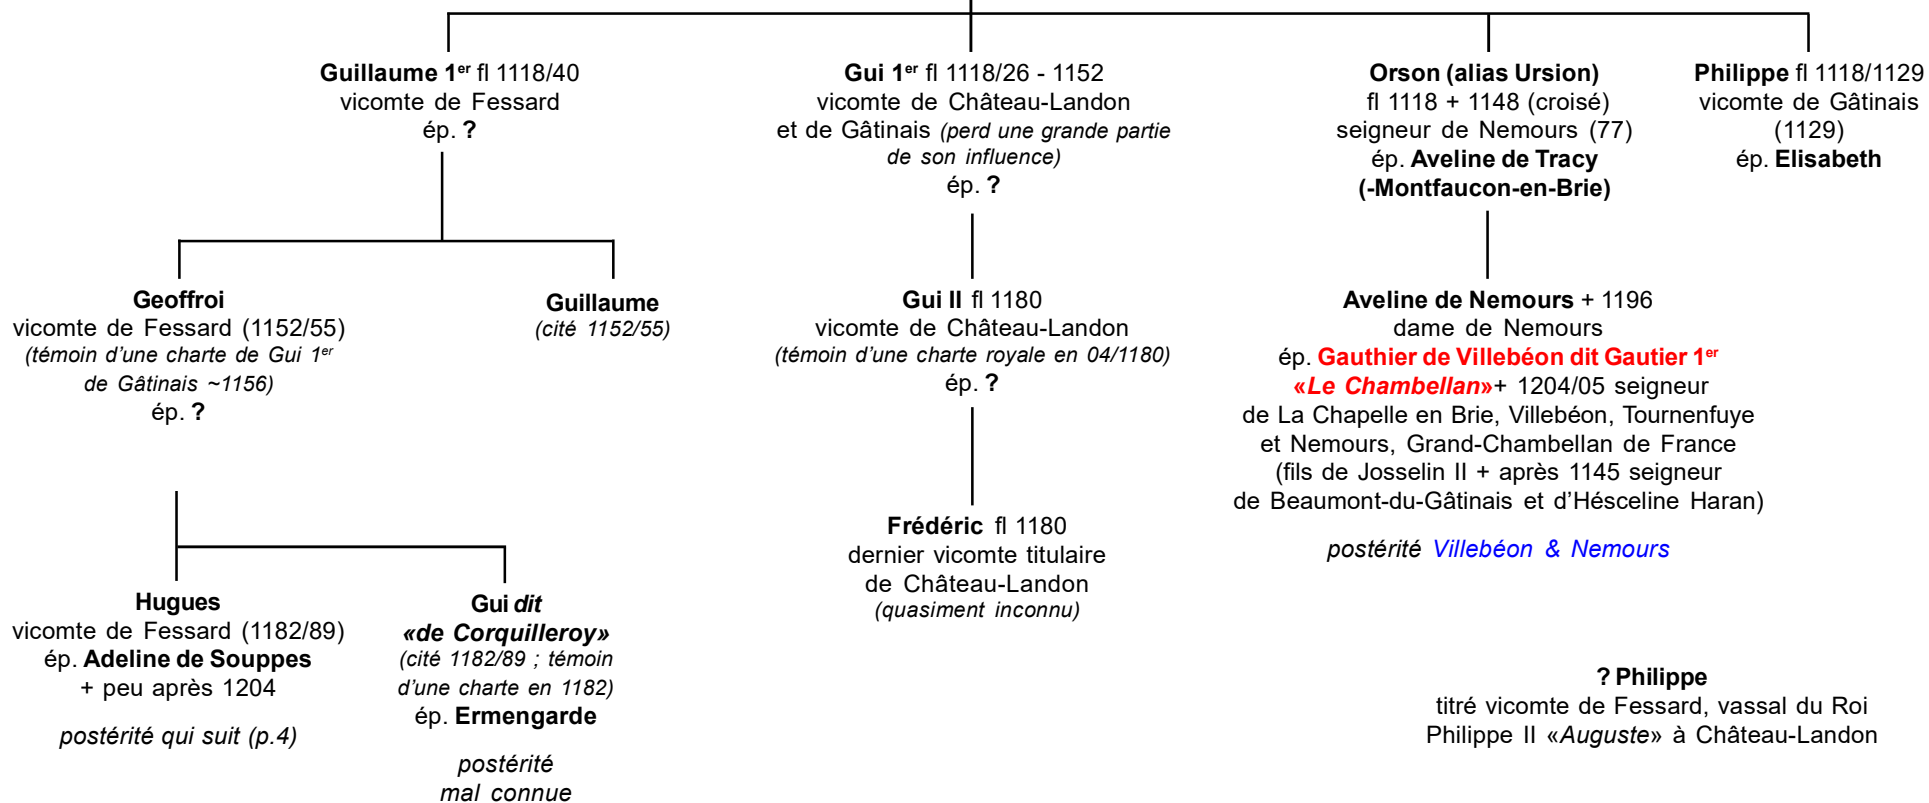 Guillaume 1er fl 1118/40
vicomte de Fessard
ép. ?
Gui 1er fl 1118/26 - 1152
vicomte de Château-Landon
et de Gâtinais (perd une grande partie
de son influence)
ép. ?
Orson (alias Ursion)
fl 1118 + 1148 (croisé)
seigneur de Nemours (77)
ép. Aveline de Tracy
(-Montfaucon-en-Brie)
Philippe fl 1118/1129
vicomte de Gâtinais
(1129)
ép. Elisabeth
Geoffroi
vicomte de Fessard (1152/55)
(témoin d’une charte de Gui 1er
de Gâtinais ~1156)
ép. ?
Guillaume
(cité 1152/55)
Gui II fl 1180
vicomte de Château-Landon
(témoin d’une charte royale en 04/1180)
ép. ?
Aveline de Nemours + 1196
dame de Nemours
ép. Gauthier de Villebéon dit Gautier 1er
«Le Chambellan»+ 1204/05 seigneur
de La Chapelle en Brie, Villebéon, Tournenfuye
et Nemours, Grand-Chambellan de France
(fils de Josselin II + après 1145 seigneur
de Beaumont-du-Gâtinais et d’Hésceline Haran)
postérité Villebéon & Nemours
Hugues
vicomte de Fessard (1182/89)
ép. Adeline de Souppes
+ peu après 1204
postérité qui suit (p.4)
Gui dit
«de Corquilleroy»
(cité 1182/89 ; témoin
d’une charte en 1182)
ép. Ermengarde
postérité
mal connue
Frédéric fl 1180
dernier vicomte titulaire
de Château-Landon
(quasiment inconnu)
? Philippe
titré vicomte de Fessard, vassal du Roi
Philippe II «Auguste» à Château-Landon